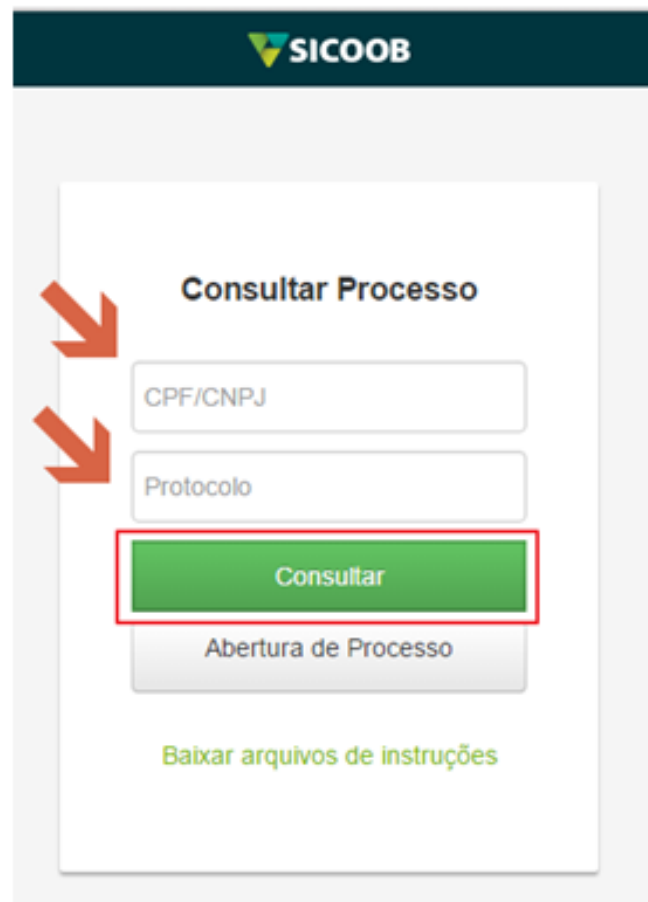 SICOOB
Consultar Processo
CPF/CNPJ
Protocolo
Consultar
Abertura de Processo
Baixar arquivos de instruções